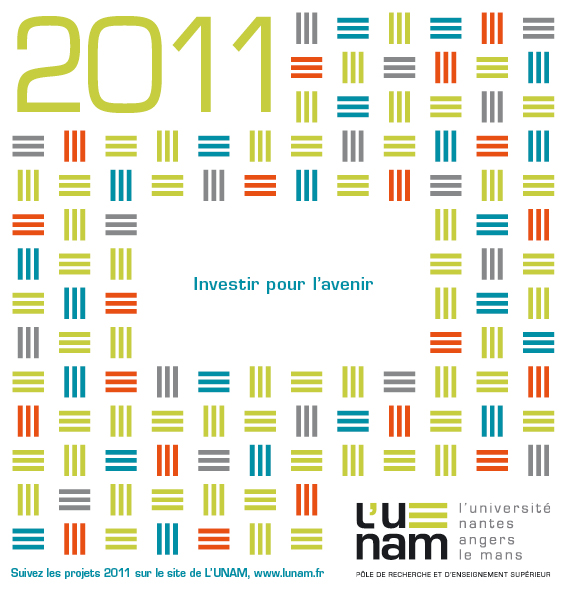 2011
Investir pour l'avenir
L'unam
l'université
nantes
angers
le mans
Suivez les projets 2011 sur le site de L'UNAM, www.lunam.fr
PÔLE DE RECHERCHE ET D'ENSEIGNEMENT SUPÉRIEUR